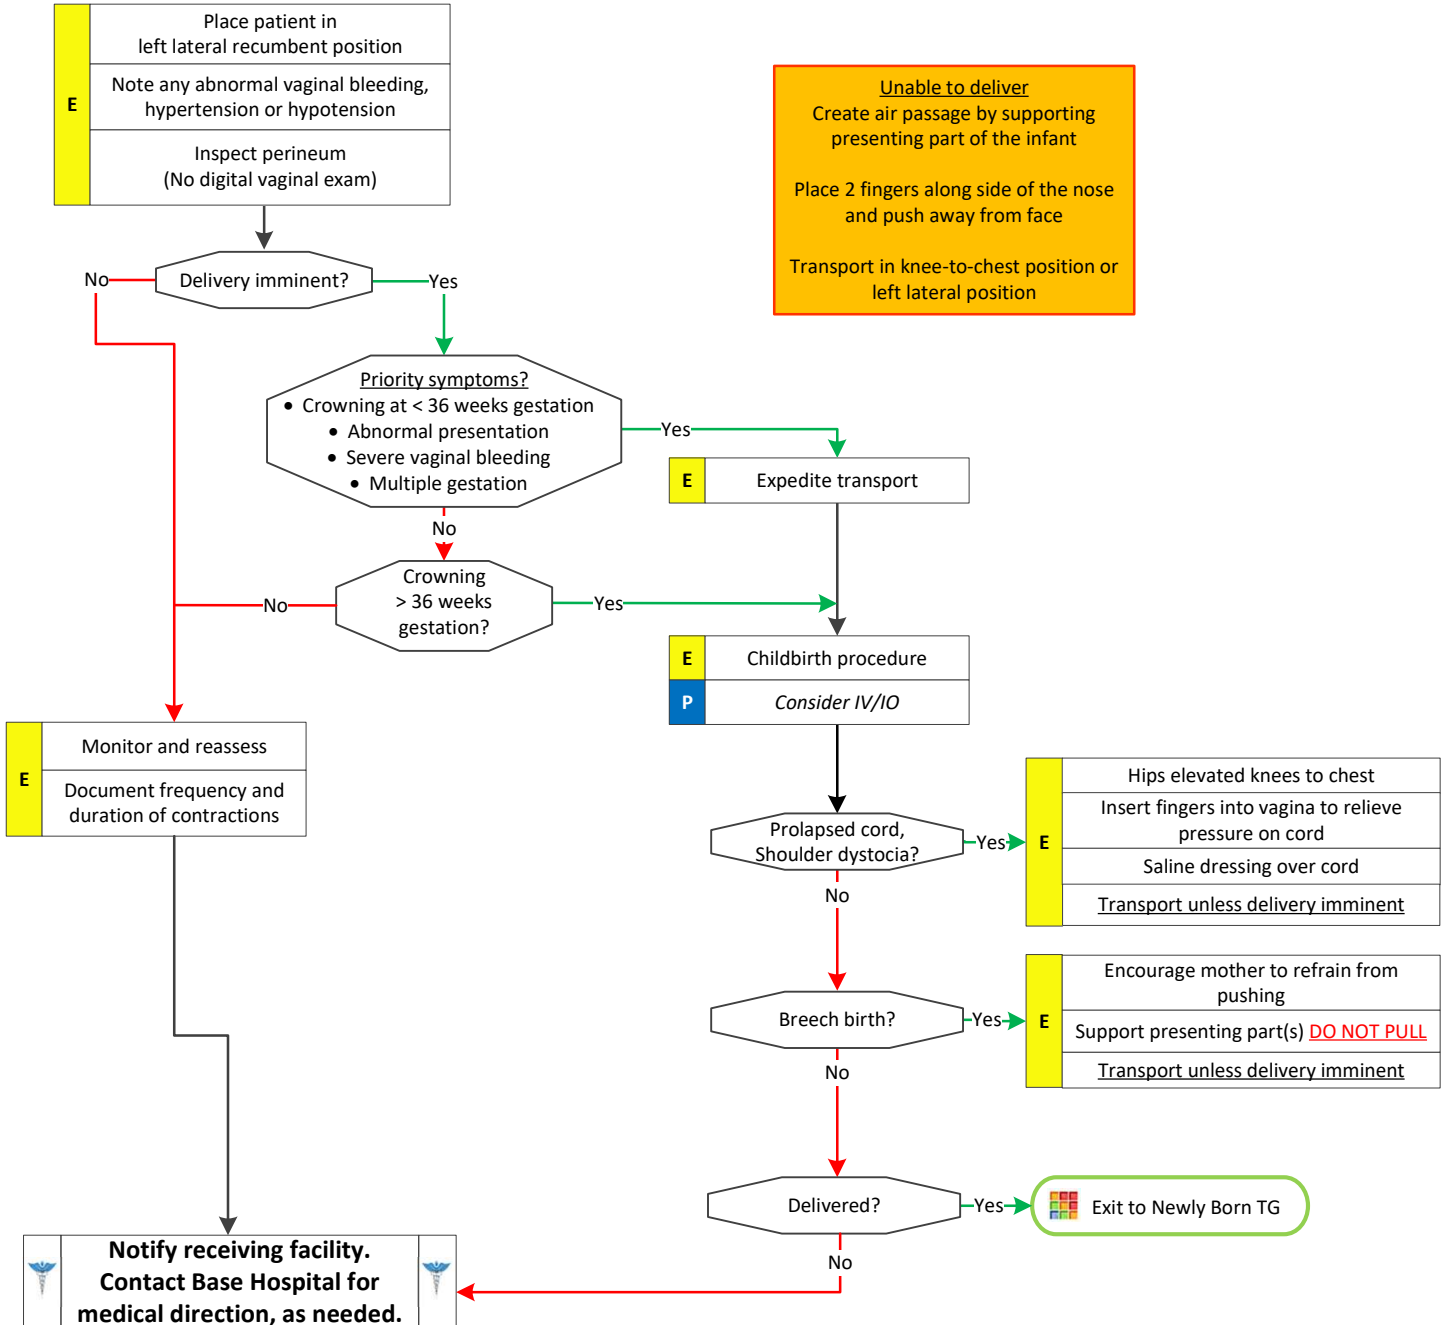 E
Place patient in
left lateral recumbent position
Note any abnormal vaginal bleeding,
hypertension or hypotension
Inspect perineum
(No digital vaginal exam)
Unable to deliver
Create air passage by supporting
presenting part of the infant
Place 2 fingers along side of the nose
and push away from face
Transport in knee-to-chest position or
left lateral position
No
Delivery imminent?
Yes
Priority symptoms?
• Crowning at < 36 weeks gestation
• Abnormal presentation
• Severe vaginal bleeding
• Multiple gestation
Yes
E
Expedite transport
No
Crowning
> 36 weeks
gestation?
No
Yes
E
Childbirth procedure
P
Consider IV/IO
E
Monitor and reassess
Document frequency and
duration of contractions
Prolapsed cord,
Shoulder dystocia?
Yes
E
Hips elevated knees to chest
Insert fingers into vagina to relieve
pressure on cord
Saline dressing over cord
Transport unless delivery imminent
No
Breech birth?
Yes
E
Encourage mother to refrain from
pushing
Support presenting part(s) DO NOT PULL
Transport unless delivery imminent
No
Delivered?
Yes
Exit to Newly Born TG
No
Notify receiving facility.
Contact Base Hospital for
medical direction, as needed.